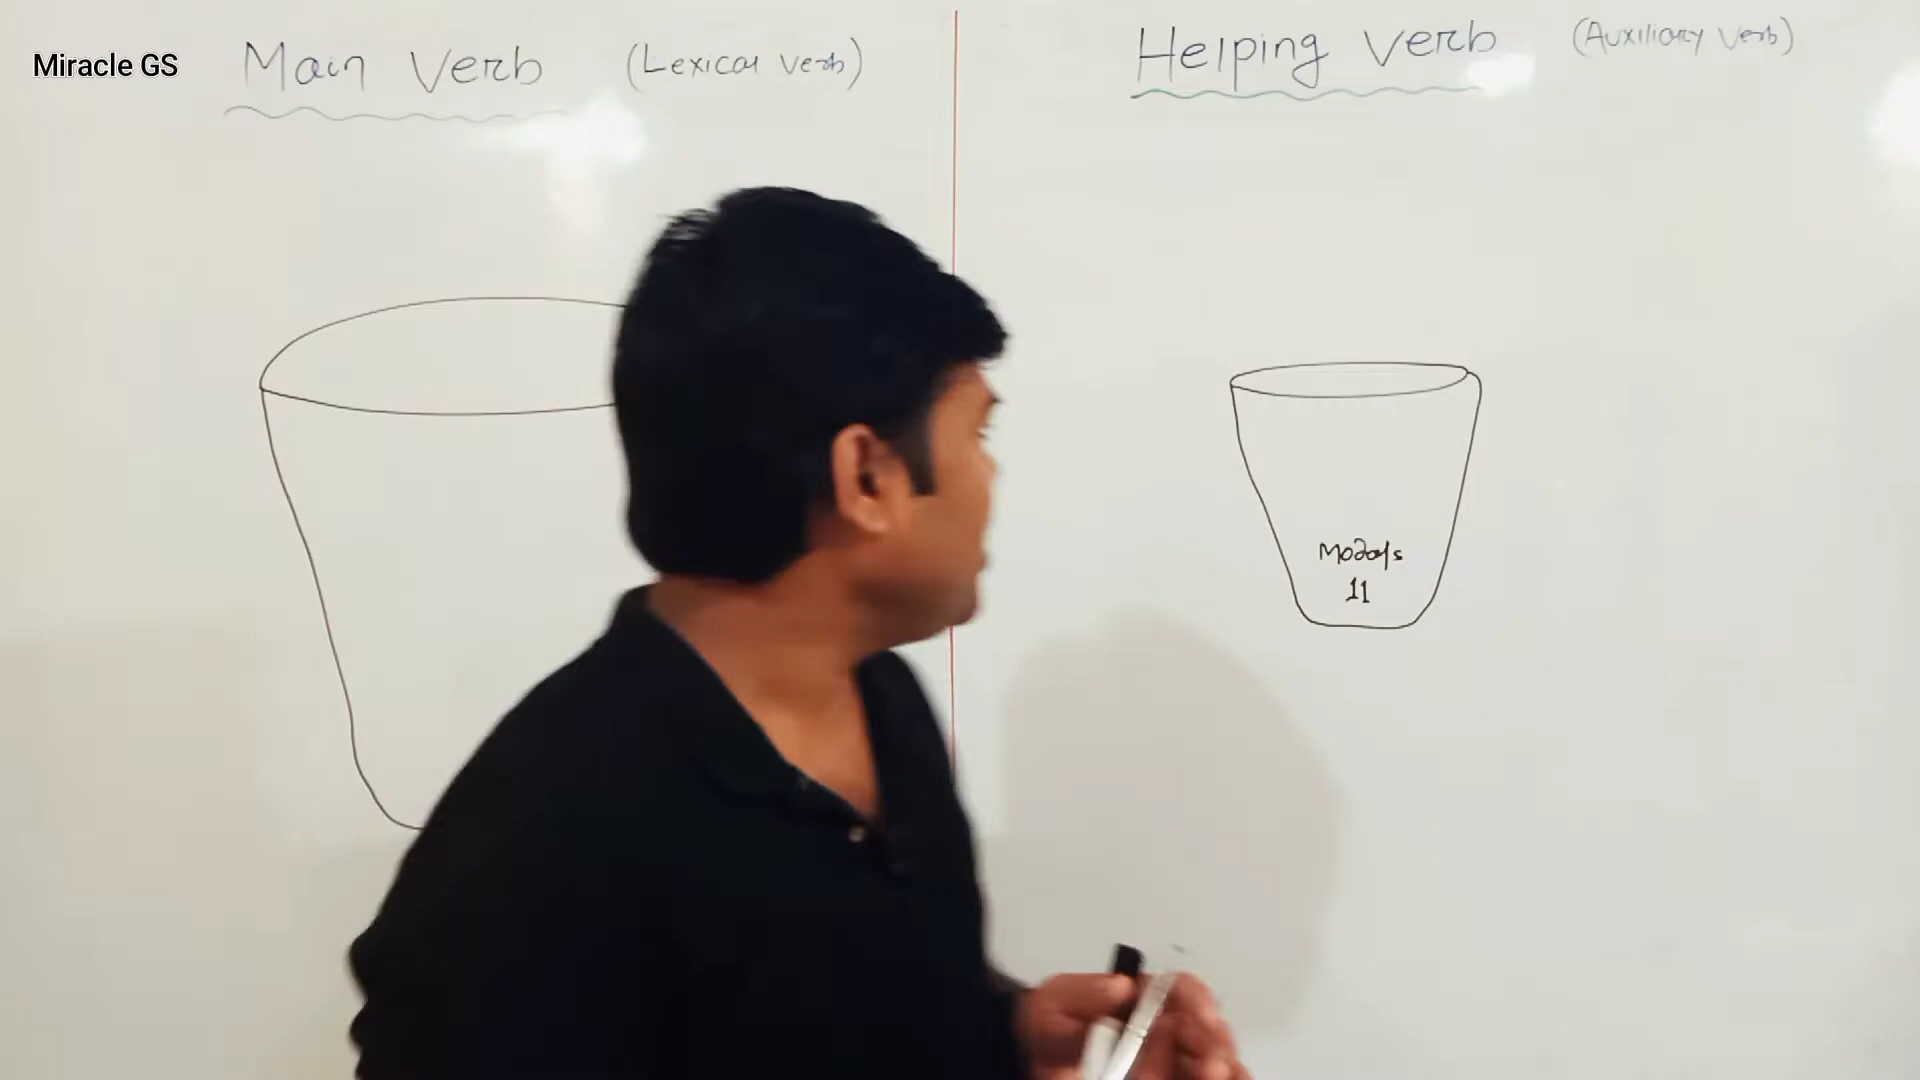 Miracle GS
Main Verb (Lexical Verb)
Helping Verb (Auxiliary Verb)
Modals
11